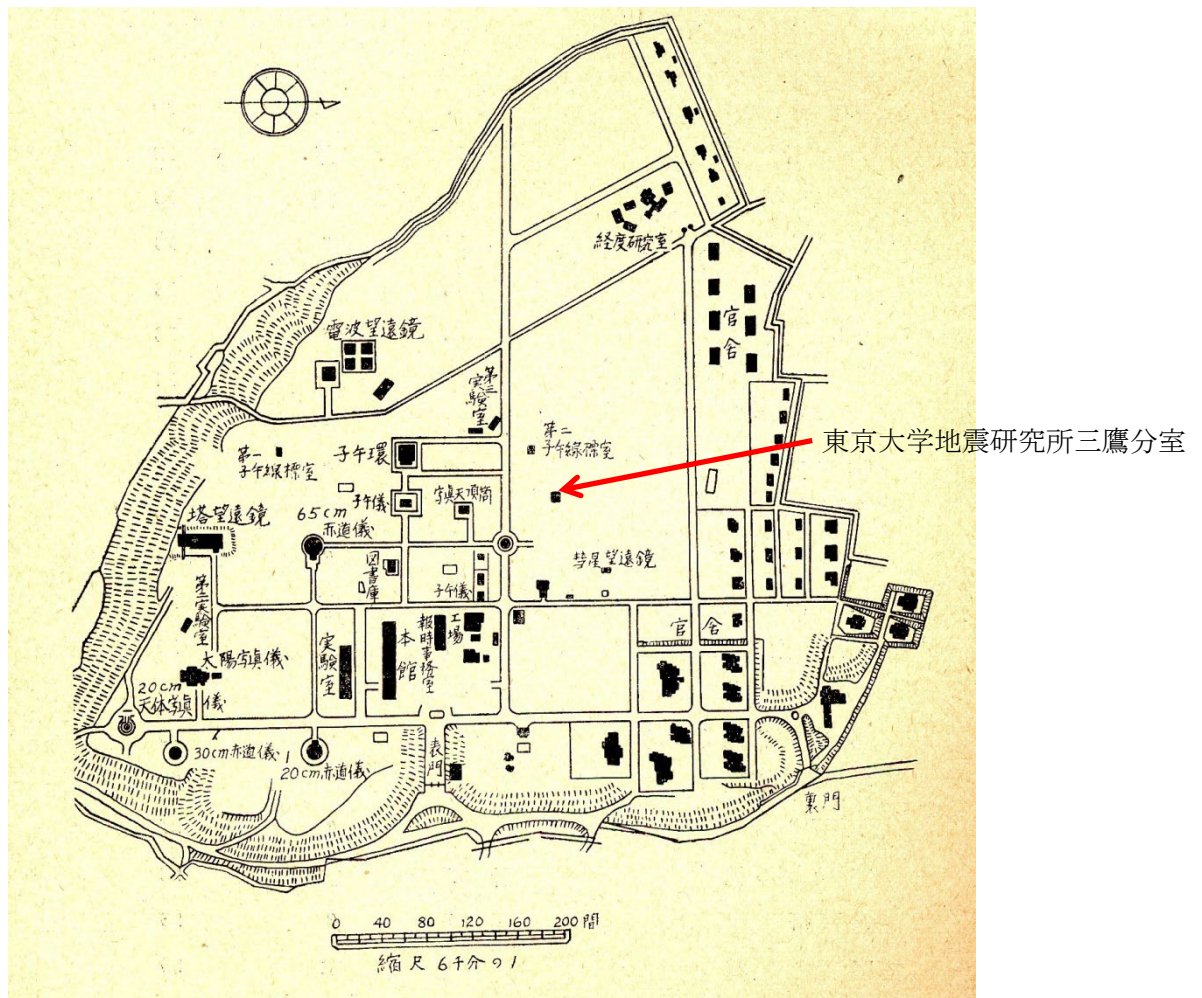 経度研究室
官舎
電波望遠鏡
第三
実験室
第二
子午線標室
東京大学地震研究所三鷹分室
第一
子午線標室
子午環
子午儀
写真天頂筒
塔望遠鏡
65cm
赤道儀
図書庫
子午儀
彗星望遠鏡
第二実験室
実験室
本館
報時事務室
工場
官舎
太陽写真儀
20cm
天体写真儀
30cm赤道儀
20cm赤道儀
表門
裏門
0 40 80 120 160 200間
縮尺6千分の1